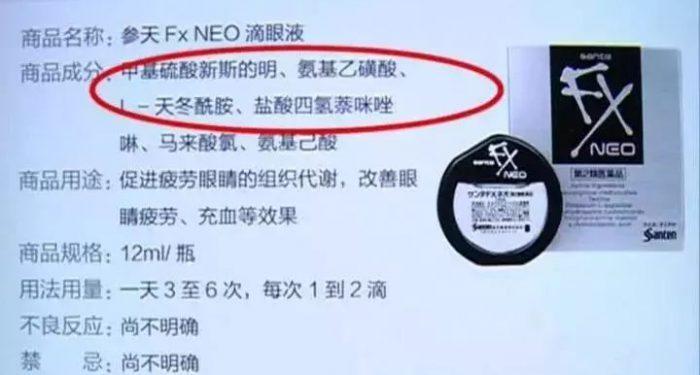 商品名称：参天 Fx NEO 滴眼液
商品成分：甲基硫酸新斯的明、氨基乙磺酸、
L－天冬酰胺、盐酸四氢萘咪唑
啉、马来酸氯、氨基己酸
商品用途：促进疲劳眼睛的组织代谢，改善眼
睛疲劳、充血等效果
商品规格：12ml/ 瓶
用法用量：一天 3 至 6 次，每次 1 到 2 滴
不良反应：尚不明确
禁 忌：尚不明确
santa
FX
NEO
第2類医薬品
Santen
santa
FX
NEO
サンテFXネオ
Santen